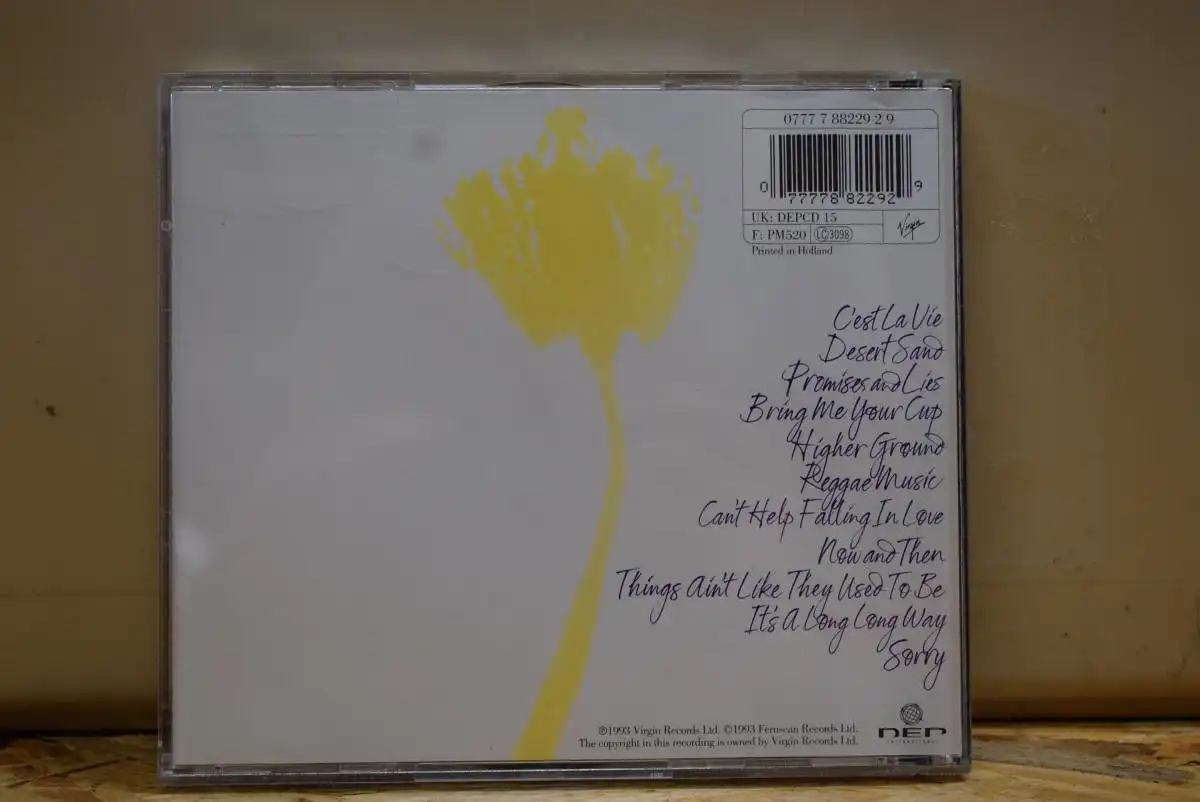 0777 7 88229 2 9
0 77778 82292 9
UK: DEPCD 15
F: PM520 LC 3098 Virgin
Printed in Holland
C'est La Vie
Desert Sand
Promises and Lies
Bring Me Your Cup
Higher Ground
Reggae Music
Can't Help Falling In Love
Now and Then
Things Ain't Like They Used To Be
It's A Long Long Way
Sorry
℗1993 Virgin Records Ltd. ©1993 Feruscan Records Ltd.
The copyright in this recording is owned by Virgin Records Ltd.
DEP
INTERNATIONAL